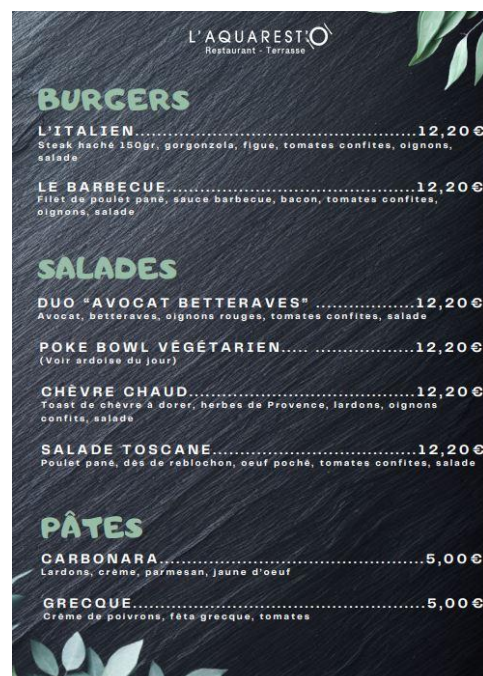 L'AQUAREST'O
Restaurant - Terrasse
BURGERS
L'ITALIEN....................................................12,20€
Steak haché 150gr, gorgonzola, figue, tomates confites, oignons,
salade
LE BARBECUE..............................................12,20€
Filet de poulet pané, sauce barbecue, bacon, tomates confites,
oignons, salade
SALADES
DUO "AVOCAT BETTERAVES" ..................12,20€
Avocat, betteraves, oignons rouges, tomates confites, salade
POKE BOWL VÉGÉTARIEN..... ..................12,20€
(Voir ardoise du jour)
CHÈVRE CHAUD..........................................12,20€
Toast de chèvre à dorer, herbes de Provence, lardons, oignons
confits, salade
SALADE TOSCANE......................................12,20€
Poulet pané, dés de reblochon, oeuf poché, tomates confites, salade
PÂTES
CARBONARA.................................................5,00€
Lardons, crème, parmesan, jaune d'oeuf
GRECQUE......................................................5,00€
Crème de poivrons, fêta grecque, tomates